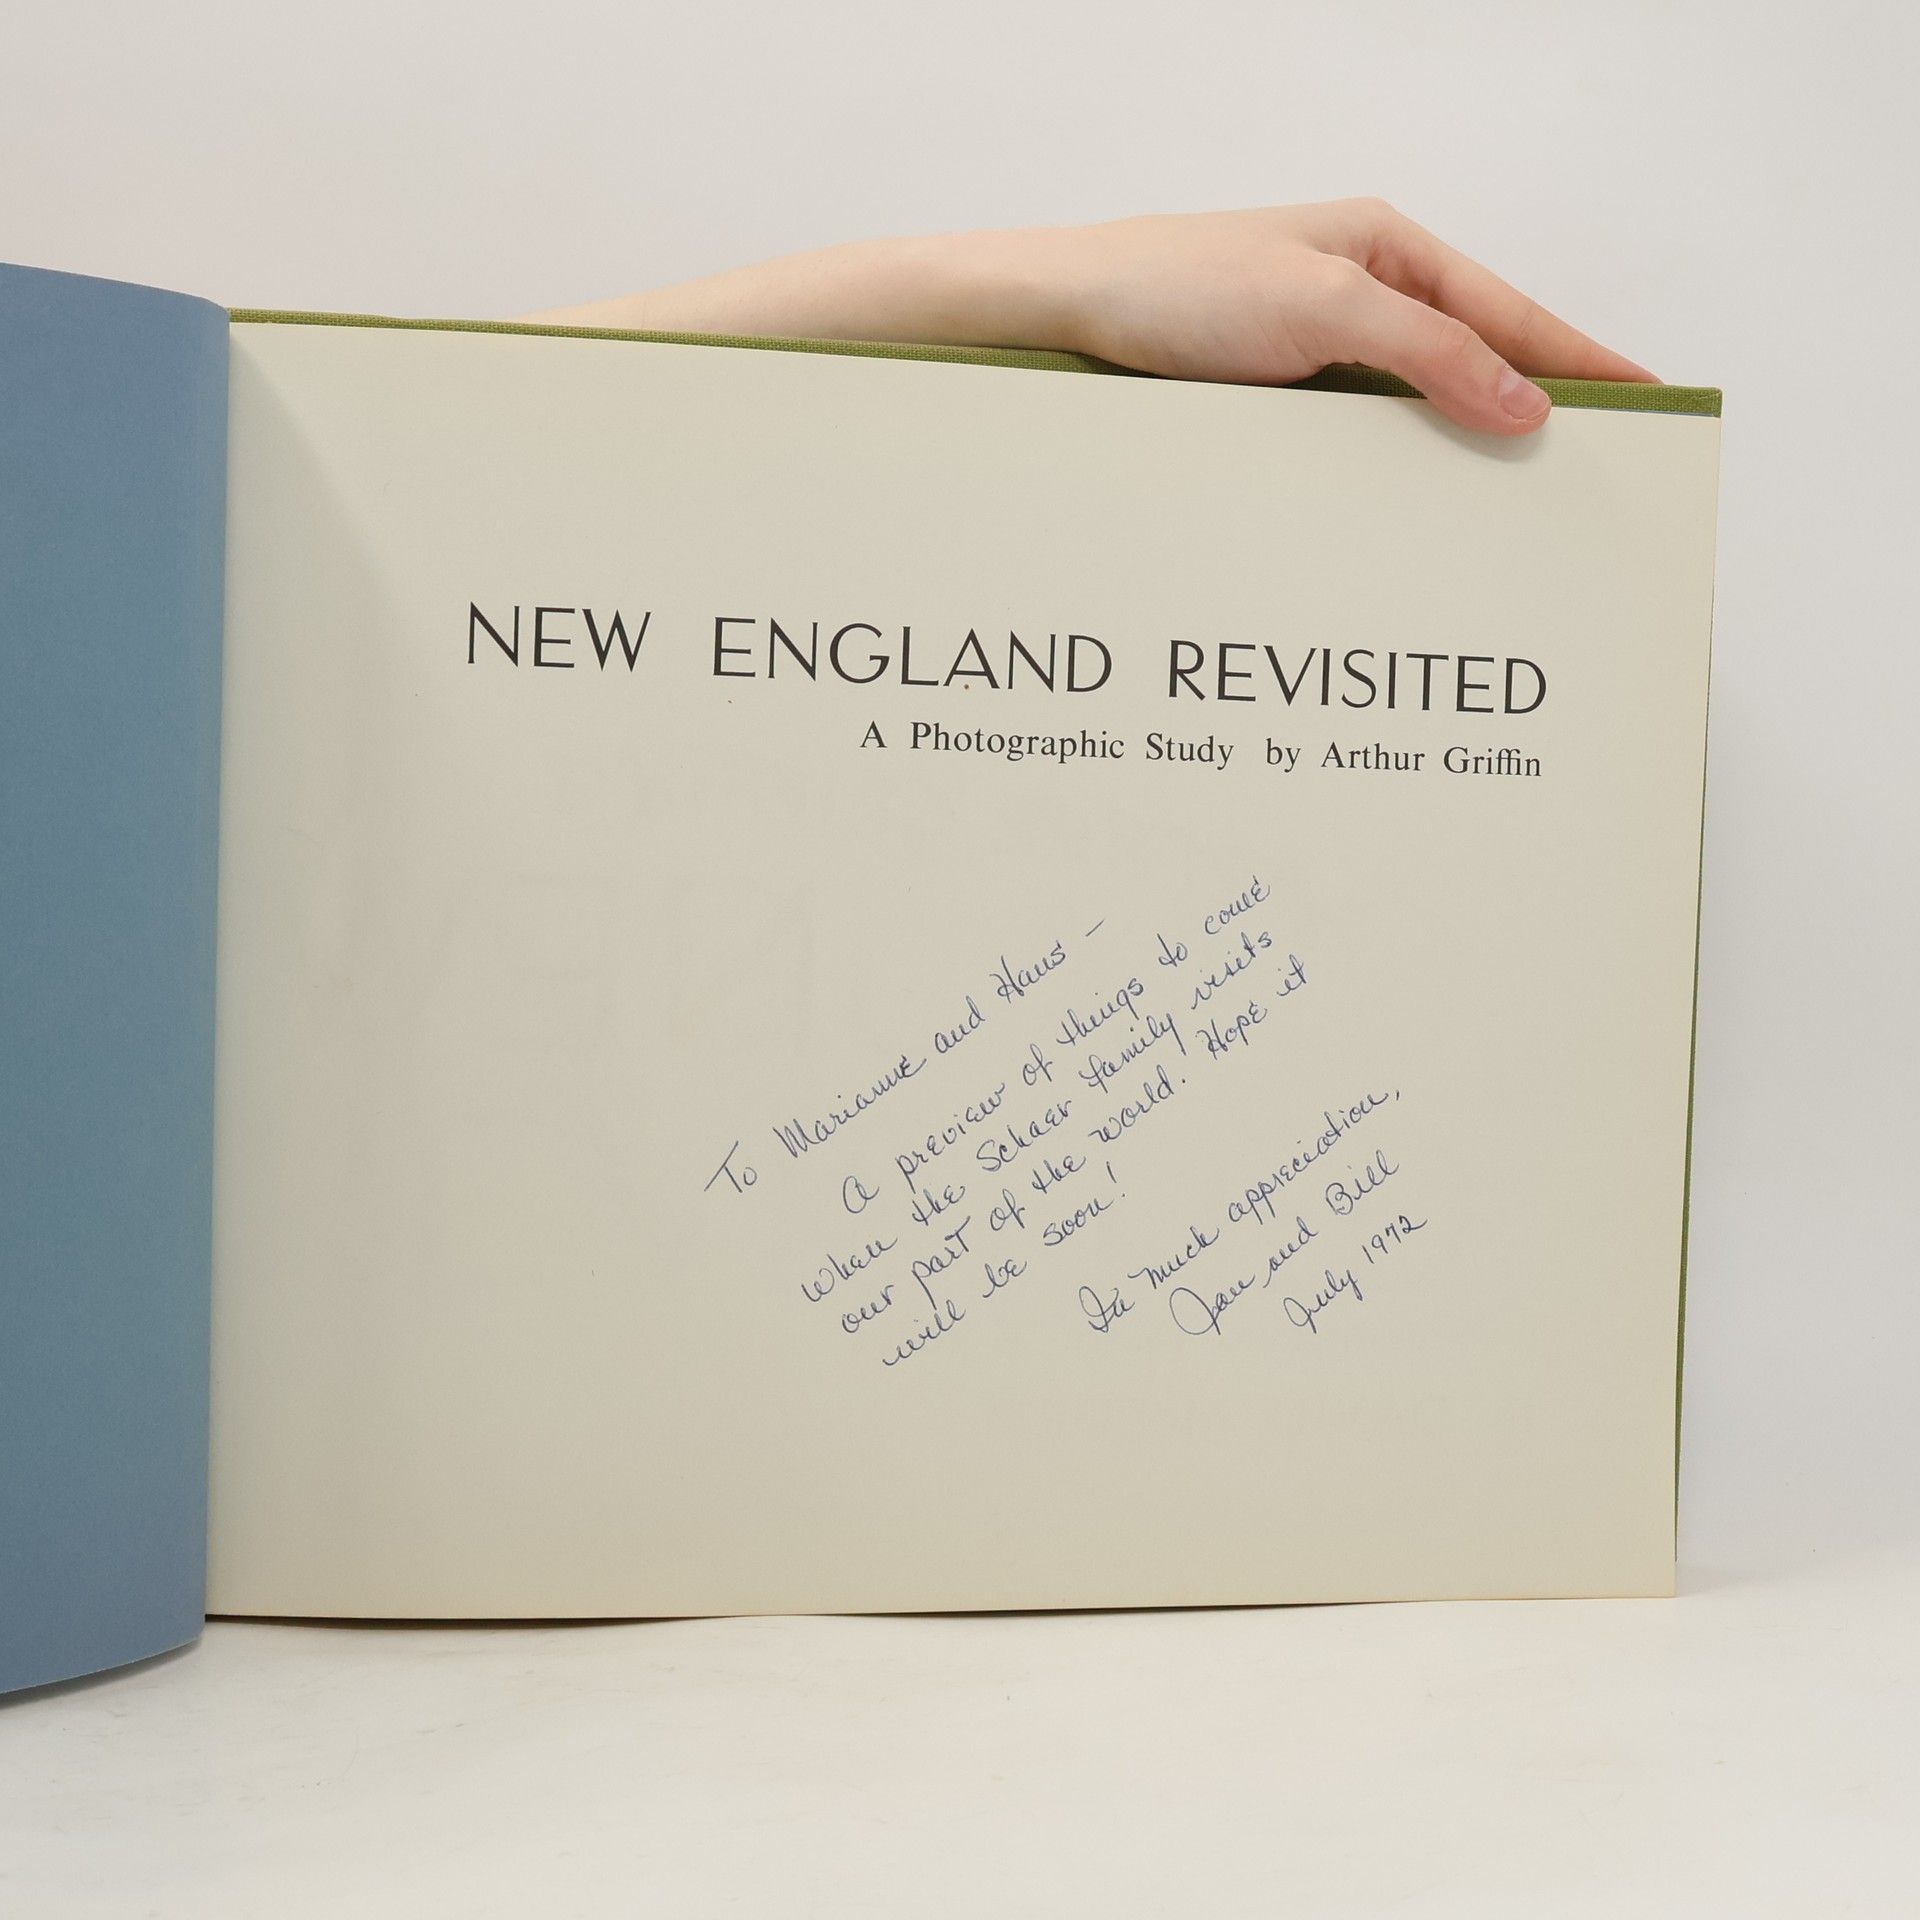 NEW ENGLAND REVISITED
A Photographic Study by Arthur Griffin
To Marianne and Hans —
A preview of things to come
when the Schaer family visits
our part of the world. Hope it
will be soon!
In much appreciation,
Jan and Bill
July 1972